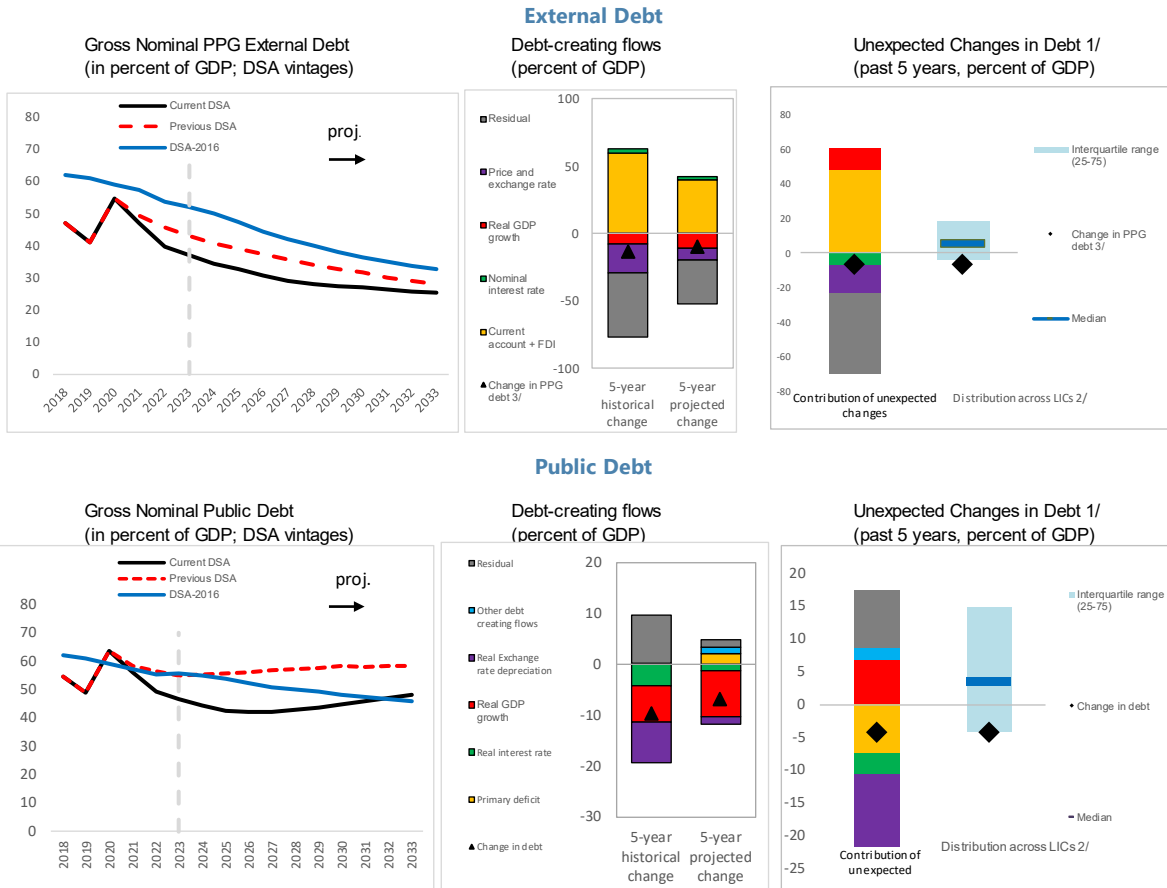 External Debt
Gross Nominal PPG External Debt
(in percent of GDP; DSA vintages)
Current DSA
Previous DSA
DSA-2016
proj.
80
70
60
50
40
30
20
10
0
2018
2019
2020
2021
2022
2023
2024
2025
2026
2027
2028
2029
2030
2031
2032
2033
Debt-creating flows
(percent of GDP)
Residual
Price and
exchange rate
Real GDP
growth
Nominal
interest rate
Current
account + FDI
Change in PPG
debt 3/
100
50
0
-50
-100
5-year
historical
change
5-year
projected
change
Unexpected Changes in Debt 1/
(past 5 years, percent of GDP)
80
60
40
20
0
-20
-40
-60
-80
Interquartile range
(25-75)
Change in PPG
debt 3/
Median
Contribution of unexpected
changes
Distribution across LICs 2/
Public Debt
Gross Nominal Public Debt
(in percent of GDP; DSA vintages)
Current DSA
Previous DSA
DSA-2016
proj.
80
70
60
50
40
30
20
10
0
2018
2019
2020
2021
2022
2023
2024
2025
2026
2027
2028
2029
2030
2031
2032
2033
Debt-creating flows
(percent of GDP)
Residual
Other debt
creating flows
Real Exchange
rate depreciation
Real GDP
growth
Real interest rate
Primary deficit
Change in debt
20
10
0
-10
-20
-30
5-year
historical
change
5-year
projected
change
Unexpected Changes in Debt 1/
(past 5 years, percent of GDP)
20
15
10
5
0
-5
-10
-15
-20
-25
Interquartile range
(25-75)
Change in debt
Median
Contribution of
unexpected
Distribution across LICs 2/